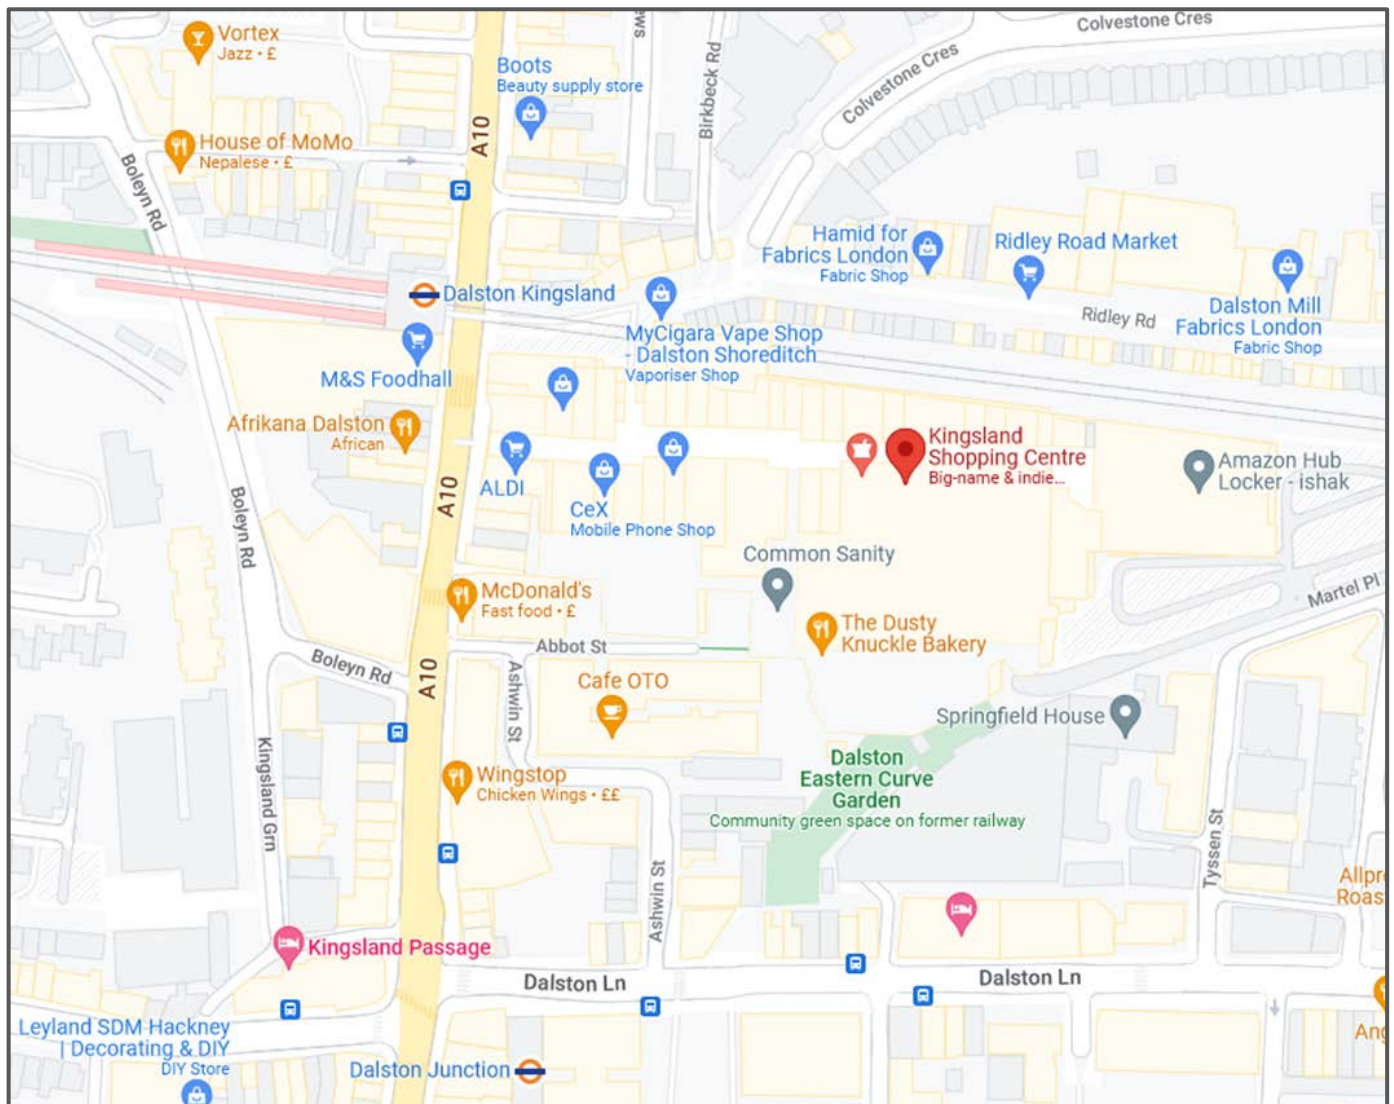 Vortex
Jazz • £
ews
Colvestone Cres
Boots
Beauty supply store
Birkbeck Rd
Colvestone Cres
A10
House of MoMo
Nepalese • £
Boleyn Rd
Hamid for
Fabrics London
Fabric Shop
Ridley Road Market
Dalston Kingsland
Dalston Mill
Fabrics London
Fabric Shop
Ridley Rd
MyCigara Vape Shop
- Dalston Shoreditch
Vaporiser Shop
M&S Foodhall
Afrikana Dalston
African
Kingsland
Shopping Centre
Big-name & indie...
Amazon Hub
Locker - ishak
ALDI
A10
CeX
Mobile Phone Shop
Boleyn Rd
Common Sanity
McDonald's
Fast food • £
Martel Pl
The Dusty
Knuckle Bakery
Abbot St
Boleyn Rd
A10
Ashwin St
Cafe OTO
Springfield House
Dalston
Eastern Curve
Garden
Community green space on former railway
Wingstop
Chicken Wings • ££
Kingsland Grn
Tyssen St
Allpr
Roas
Ashwin St
Kingsland Passage
Dalston Ln
Dalston Ln
Leyland SDM Hackney
| Decorating & DIY
DIY Store
A10
Ang
Dalston Junction